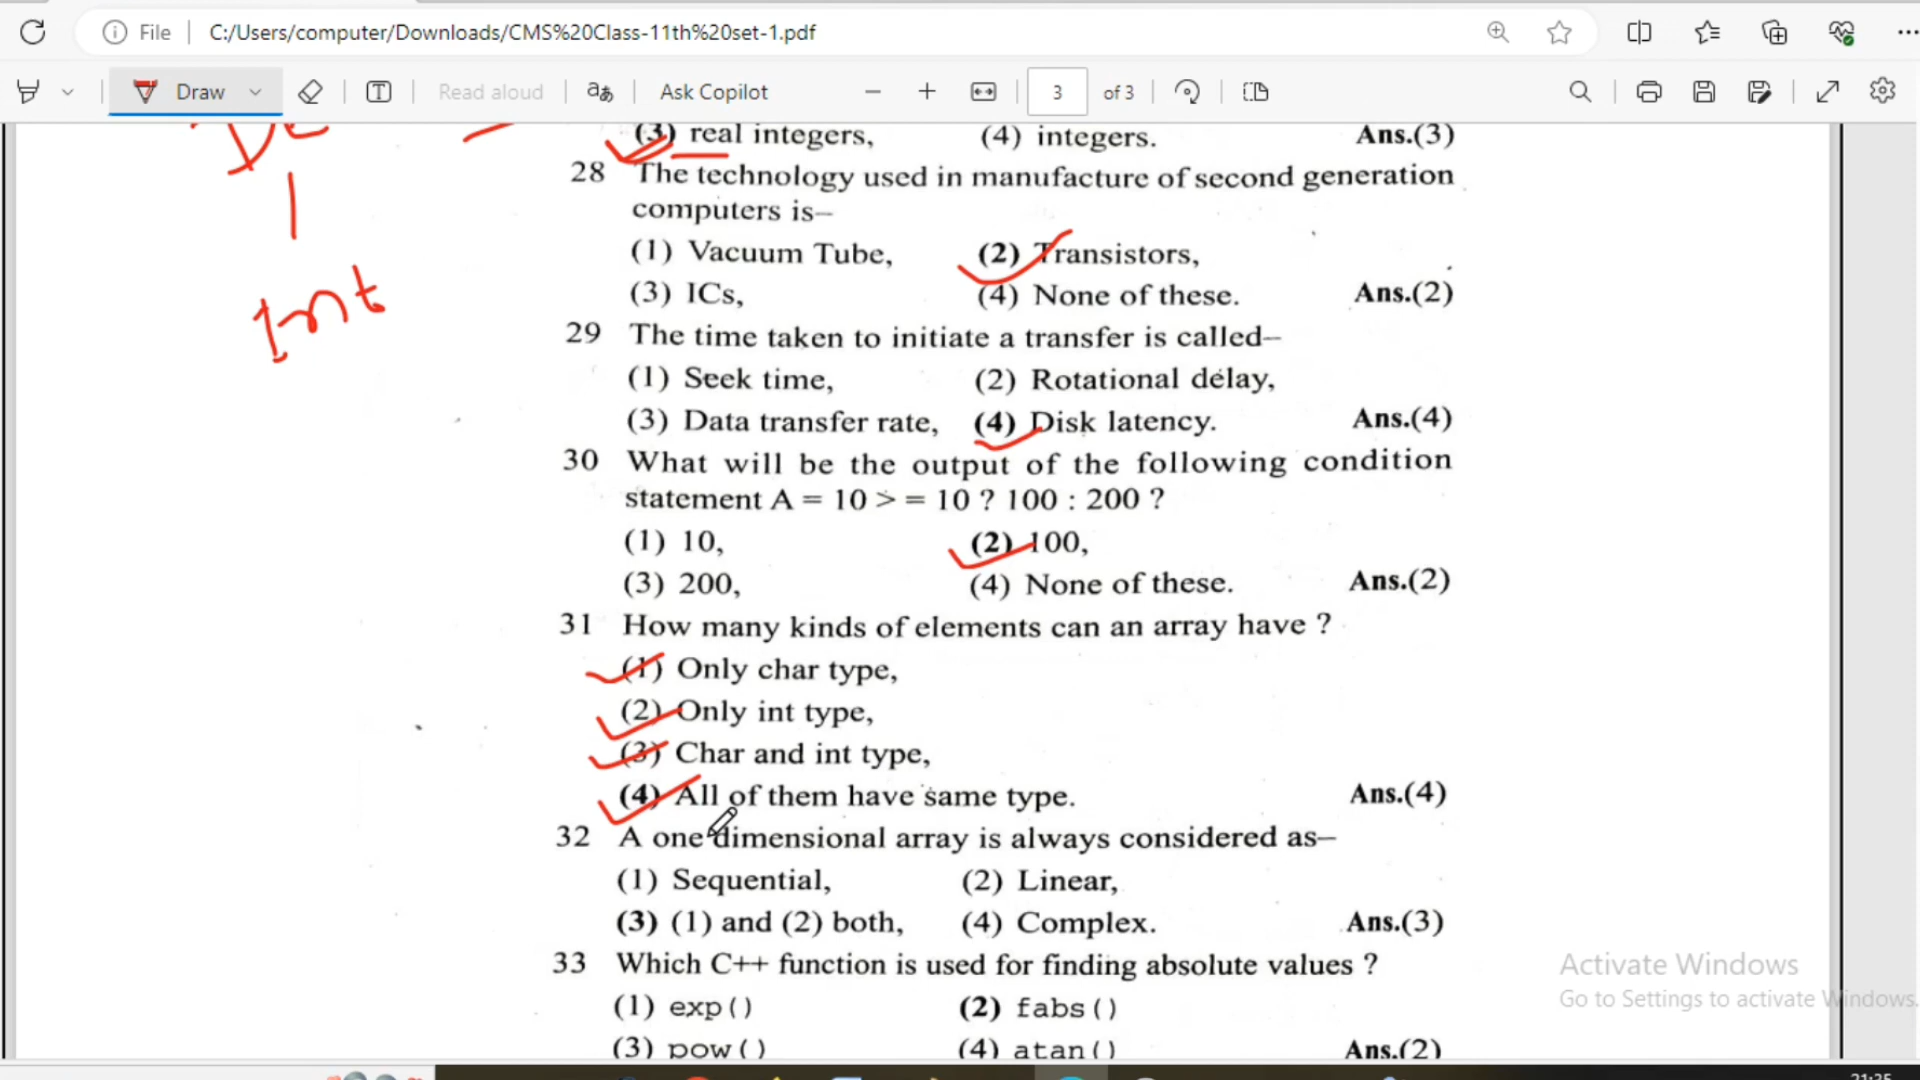 File C:/Users/computer/Downloads/CMS%20Class-11th%20set-1.pdf
Draw Read aloud aあ Ask Copilot 3 of 3
(3) real integers, (4) integers. Ans.(3)
28 The technology used in manufacture of second generation
computers is–
(1) Vacuum Tube, (2) Transistors,
(3) ICs, (4) None of these. Ans.(2)
Int
29 The time taken to initiate a transfer is called–
(1) Seek time, (2) Rotational delay,
(3) Data transfer rate, (4) Disk latency. Ans.(4)
30 What will be the output of the following condition
statement A = 10 > = 10 ? 100 : 200 ?
(1) 10, (2) 100,
(3) 200, (4) None of these. Ans.(2)
31 How many kinds of elements can an array have ?
(1) Only char type,
(2) Only int type,
(3) Char and int type,
(4) All of them have same type. Ans.(4)
32 A one dimensional array is always considered as–
(1) Sequential, (2) Linear,
(3) (1) and (2) both, (4) Complex. Ans.(3)
33 Which C++ function is used for finding absolute values ?
(1) exp() (2) fabs()
(3) pow() (4) atan() Ans.(2)
Activate Windows
Go to Settings to activate Windows.